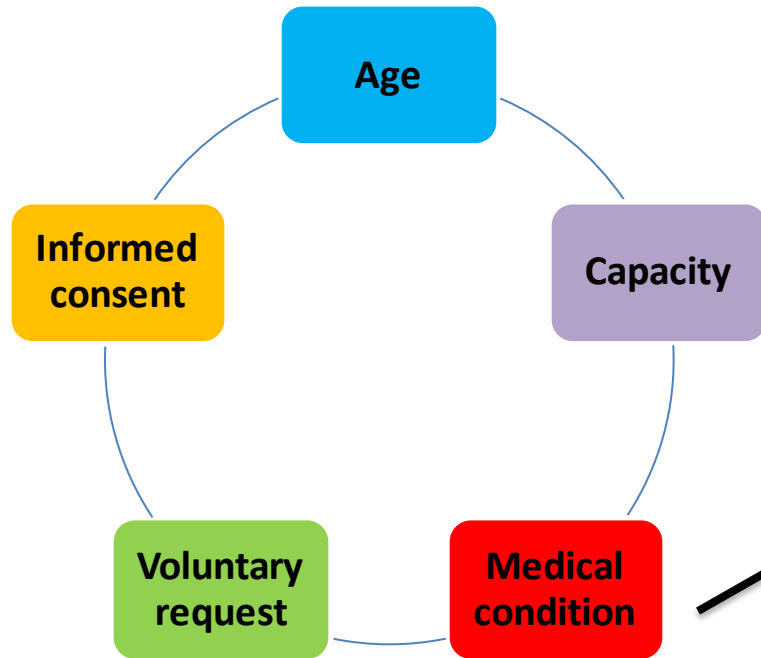 Age
Informed
consent
Capacity
Voluntary
request
Medical
condition